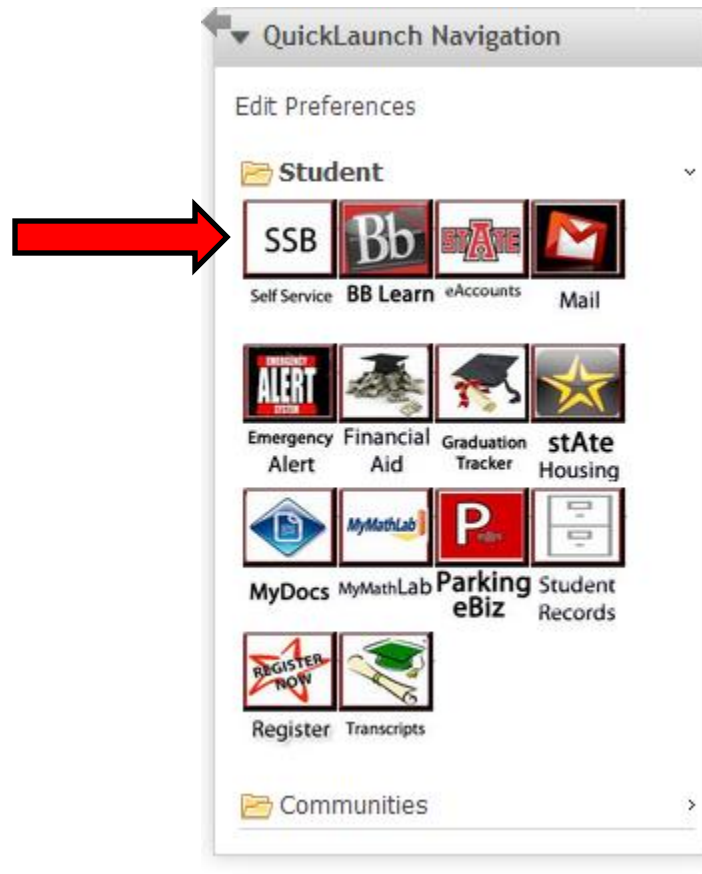 QuickLaunch Navigation
Edit Preferences
Student
SSB Bb STATE
Self Service BB Learn eAccounts Mail
EMERGENCY
ALERT
SYSTEM
Emergency Financial Graduation stAte
Alert Aid Tracker Housing
MyMathLab P
MyDocs MyMathLab Parking Student
eBiz Records
REGISTER
NOW
Register Transcripts
Communities